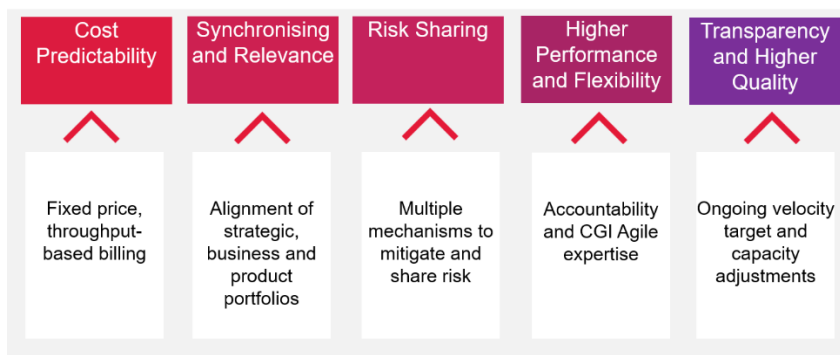 Cost
Predictability
Synchronising
and Relevance
Risk Sharing
Higher
Performance
and Flexibility
Transparency
and Higher
Quality
Fixed price,
throughput-
based billing
Alignment of
strategic,
business and
product
portfolios
Multiple
mechanisms to
mitigate and
share risk
Accountability
and CGI Agile
expertise
Ongoing velocity
target and
capacity
adjustments